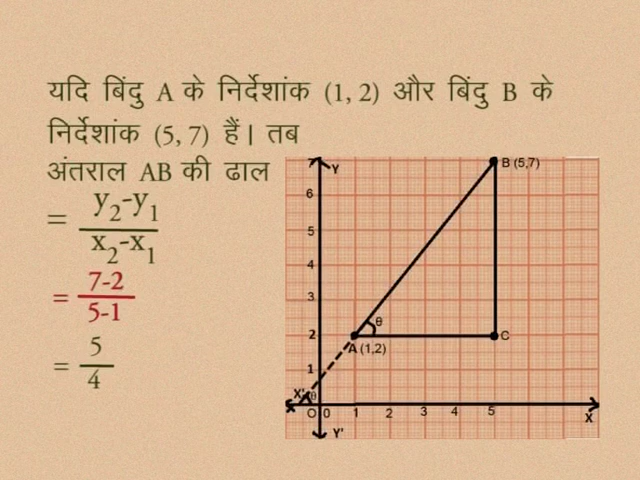 यदि बिंदु A के निर्देशांक (1, 2) और बिंदु B के
निर्देशांक (5, 7) हैं। तब
अंतराल AB की ढाल
= y₂-y₁
x₂-x₁
= 7-2
5-1
= 5
4
7 Y B (5,7)
6
5
4
3
θ
2 C
A (1,2)
1
X' θ
O 0 1 2 3 4 5
X
Y'